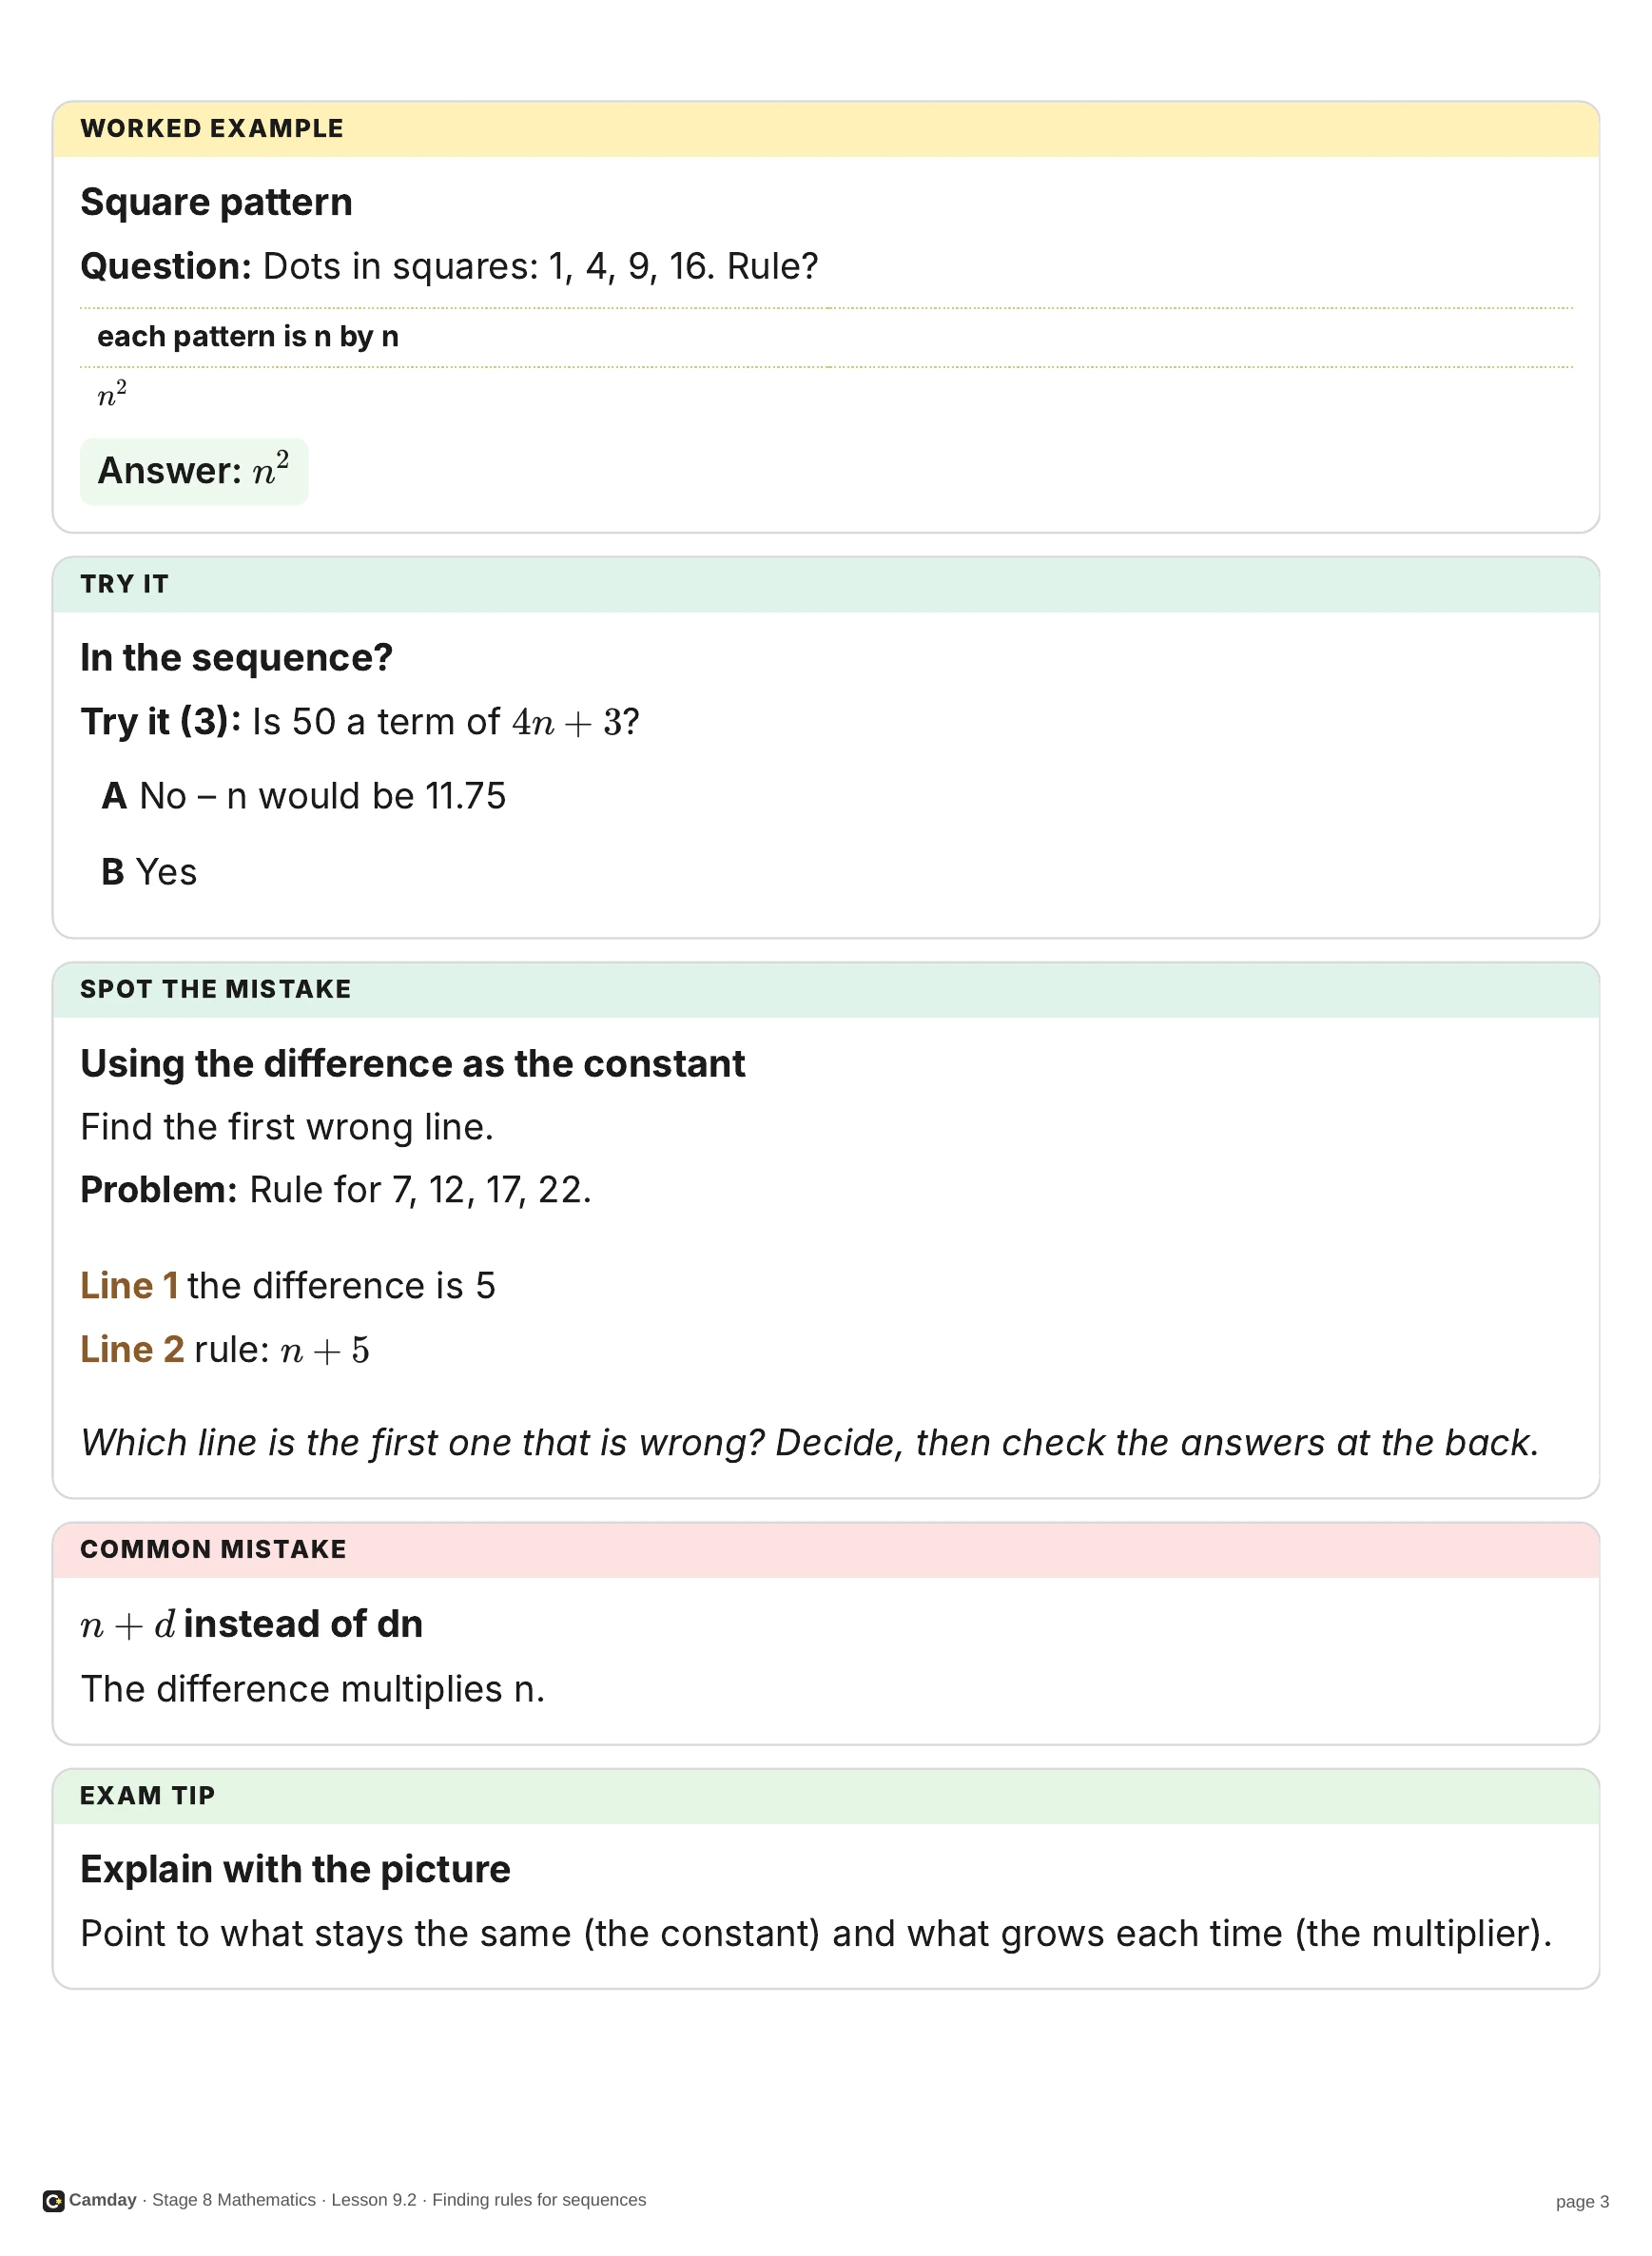 WORKED EXAMPLE
Square pattern
Question: Dots in squares: 1, 4, 9, 16. Rule?
each pattern is n by n
n²
Answer: n²
TRY IT
In the sequence?
Try it (3): Is 50 a term of 4n + 3?
A No – n would be 11.75
B Yes
SPOT THE MISTAKE
Using the difference as the constant
Find the first wrong line.
Problem: Rule for 7, 12, 17, 22.
Line 1 the difference is 5
Line 2 rule: n + 5
Which line is the first one that is wrong? Decide, then check the answers at the back.
COMMON MISTAKE
n + d instead of dn
The difference multiplies n.
EXAM TIP
Explain with the picture
Point to what stays the same (the constant) and what grows each time (the multiplier).
Camday · Stage 8 Mathematics · Lesson 9.2 · Finding rules for sequences
page 3